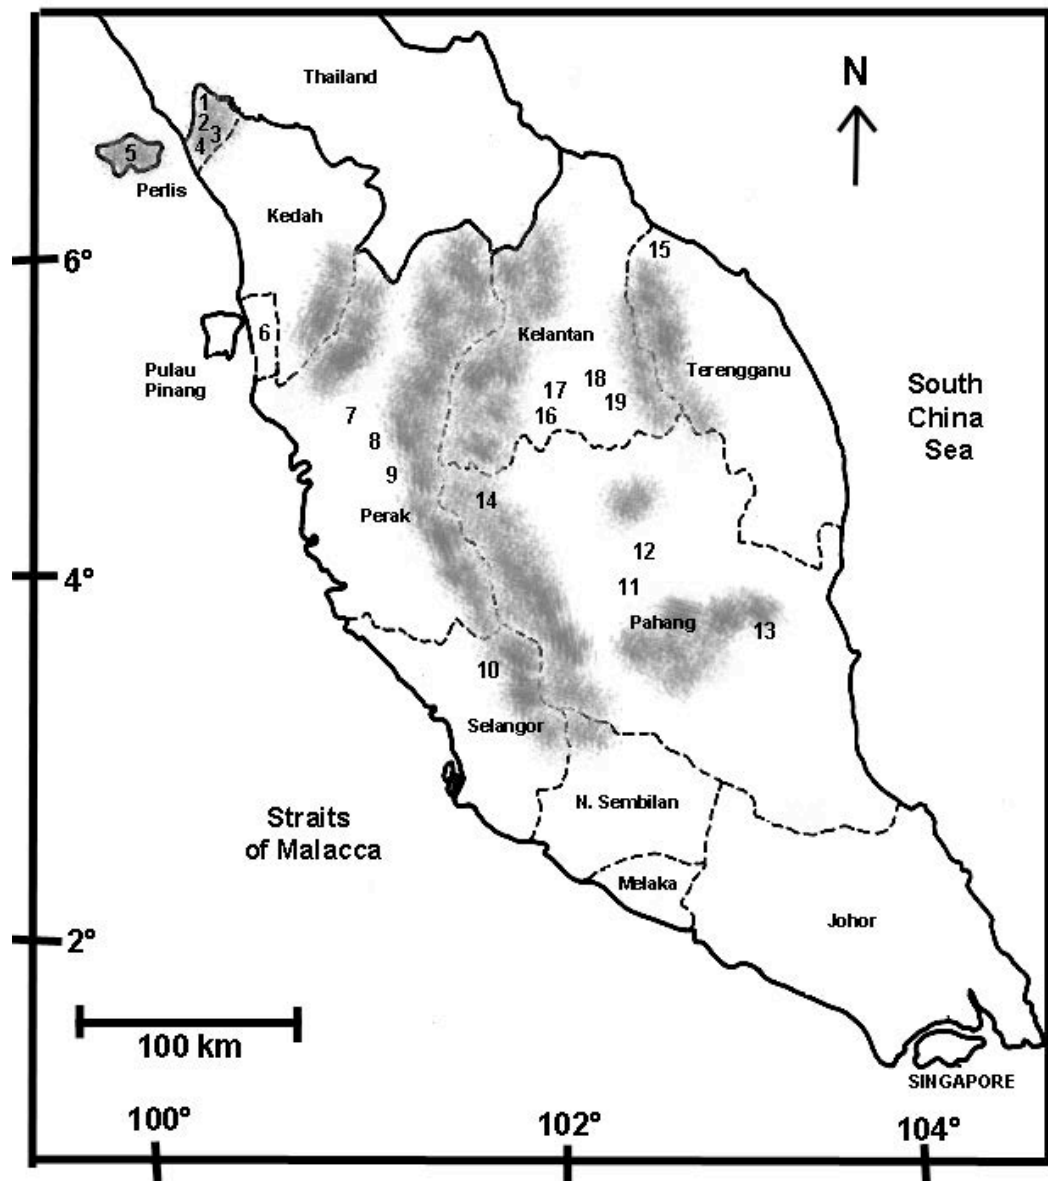 Thailand
N
1
2
3
4
5
Perlis
Kedah
6°
15
6
Kelantan
Pulau
Pinang
Terengganu
South
China
Sea
18
17
19
16
7
8
9
14
Perak
12
4°
11
Pahang
13
10
Selangor
N. Sembilan
Straits
of Malacca
Melaka
Johor
2°
100 km
SINGAPORE
100°
102°
104°